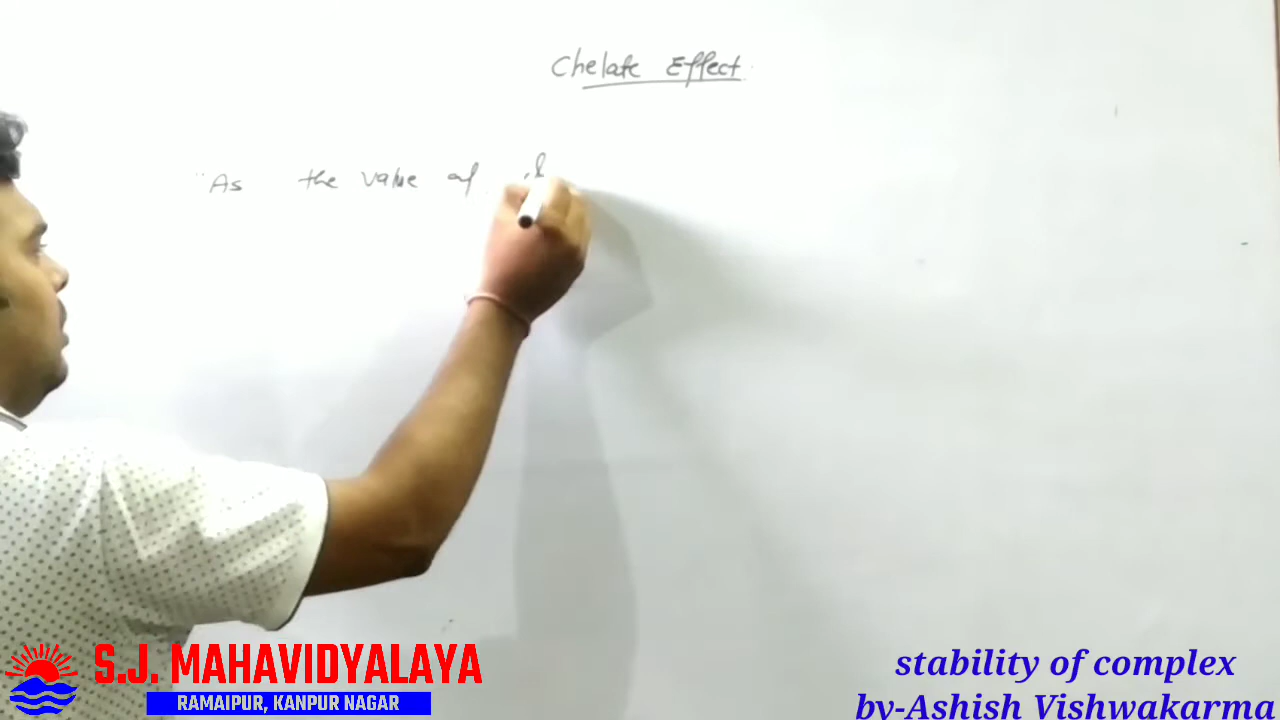 Chelate Effect
"As the value of
S.J. MAHAVIDYALAYA
RAMAIPUR, KANPUR NAGAR
stability of complex
by-Ashish Vishwakarma